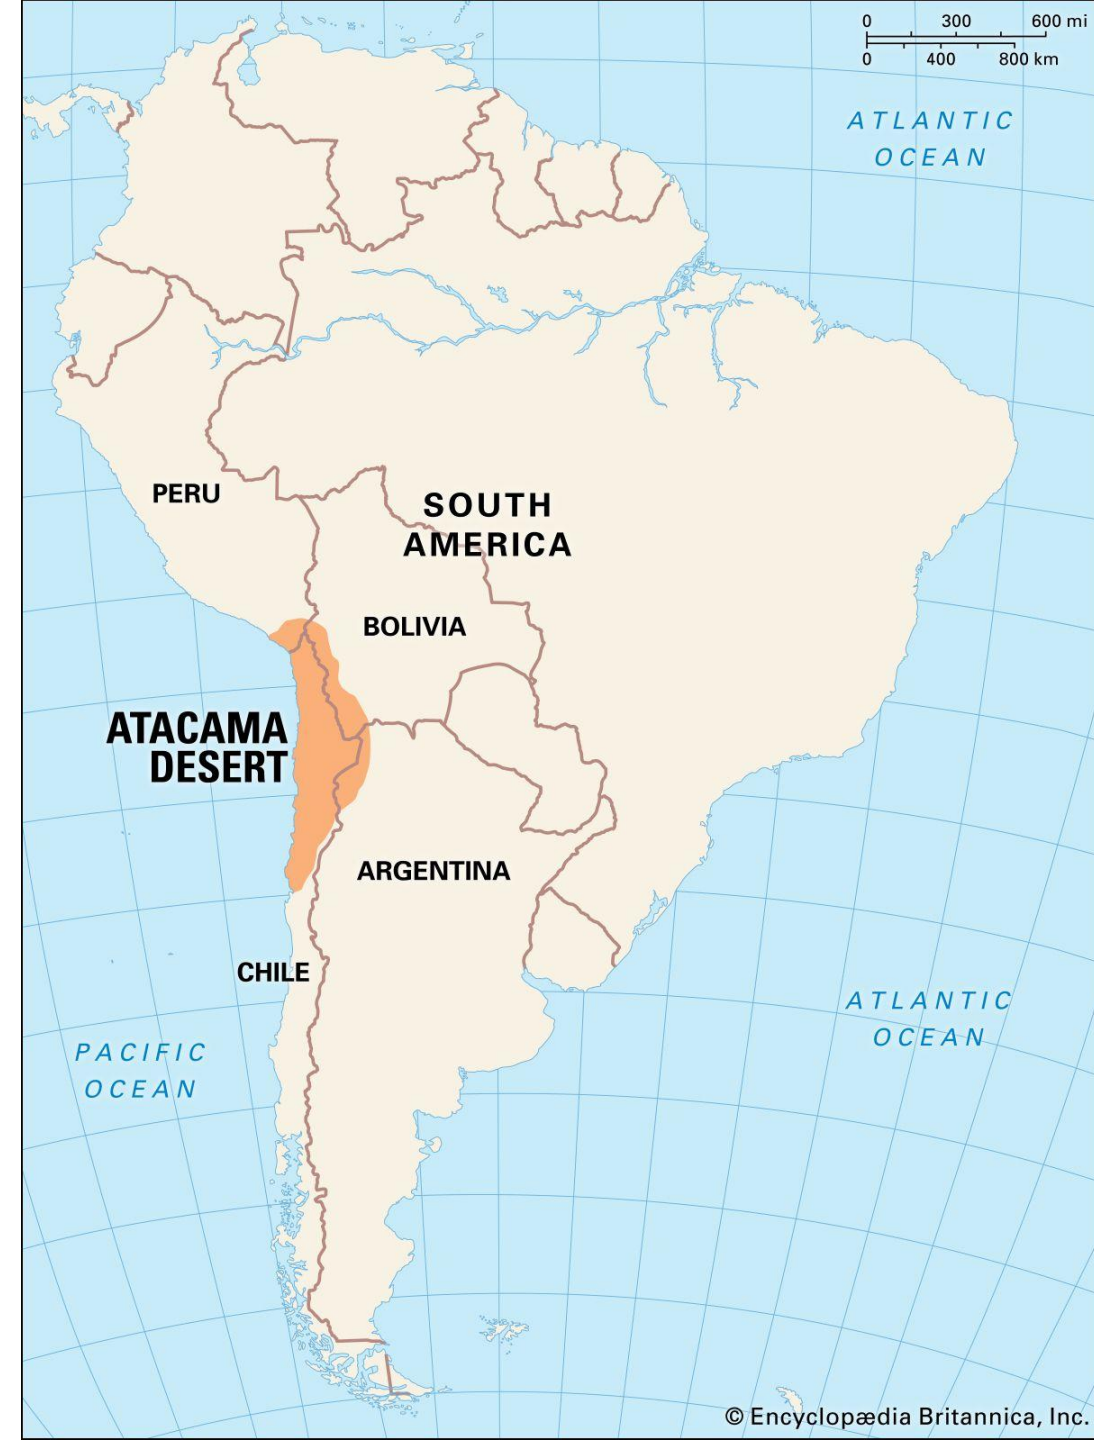 0 300 600 mi
0 400 800 km
ATLANTIC
OCEAN
PERU
SOUTH
AMERICA
BOLIVIA
ATACAMA
DESERT
ARGENTINA
CHILE
ATLANTIC
OCEAN
PACIFIC
OCEAN
© Encyclopædia Britannica, Inc.